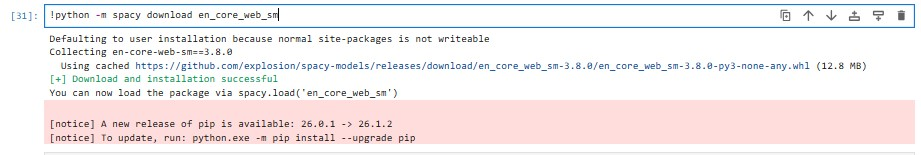 [31]: !python -m spacy download en_core_web_sm
Defaulting to user installation because normal site-packages is not writeable
Collecting en-core-web-sm==3.8.0
  Using cached https://github.com/explosion/spacy-models/releases/download/en_core_web_sm-3.8.0/en_core_web_sm-3.8.0-py3-none-any.whl (12.8 MB)
[+] Download and installation successful
You can now load the package via spacy.load('en_core_web_sm')
[notice] A new release of pip is available: 26.0.1 -> 26.1.2
[notice] To update, run: python.exe -m pip install --upgrade pip